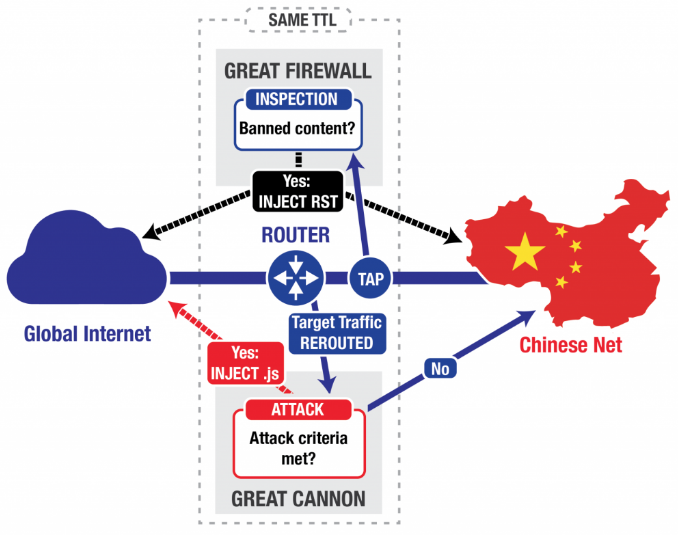 SAME TTL
GREAT FIREWALL
INSPECTION
Banned content?
Yes:
INJECT RST
ROUTER
TAP
Global Internet
Chinese Net
Target Traffic
REROUTED
Yes:
INJECT .js
No
ATTACK
Attack criteria
met?
GREAT CANNON